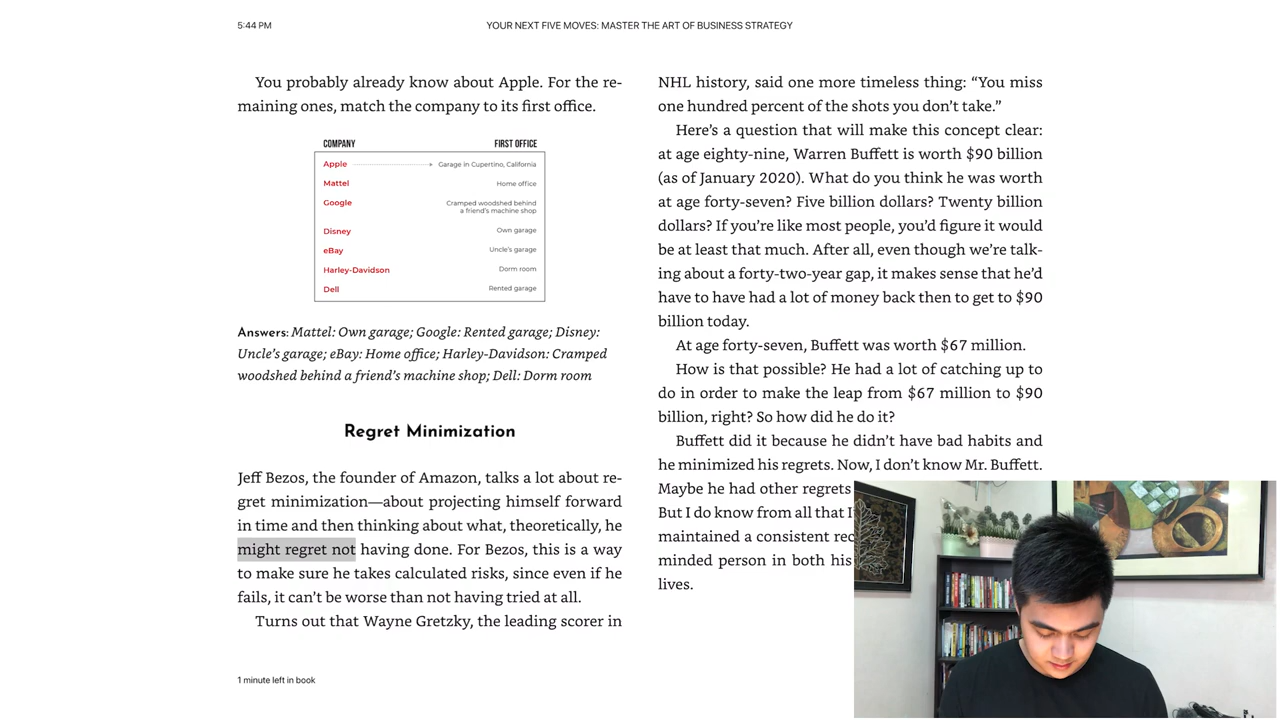 5:44 PM
YOUR NEXT FIVE MOVES: MASTER THE ART OF BUSINESS STRATEGY
You probably already know about Apple. For the re-
maining ones, match the company to its first office.
COMPANY FIRST OFFICE
Apple Garage in Cupertino, California
Mattel Home office
Google Cramped woodshed behind
a friend's machine shop
Disney Own garage
eBay Uncle's garage
Harley-Davidson Dorm room
Dell Rented garage
Answers: Mattel: Own garage; Google: Rented garage; Disney:
Uncle's garage; eBay: Home office; Harley-Davidson: Cramped
woodshed behind a friend's machine shop; Dell: Dorm room
Regret Minimization
Jeff Bezos, the founder of Amazon, talks a lot about re-
gret minimization—about projecting himself forward
in time and then thinking about what, theoretically, he
might regret not having done. For Bezos, this is a way
to make sure he takes calculated risks, since even if he
fails, it can't be worse than not having tried at all.
Turns out that Wayne Gretzky, the leading scorer in
NHL history, said one more timeless thing: “You miss
one hundred percent of the shots you don't take.”
Here's a question that will make this concept clear:
at age eighty-nine, Warren Buffett is worth $90 billion
(as of January 2020). What do you think he was worth
at age forty-seven? Five billion dollars? Twenty billion
dollars? If you're like most people, you'd figure it would
be at least that much. After all, even though we're talk-
ing about a forty-two-year gap, it makes sense that he'd
have to have had a lot of money back then to get to $90
billion today.
At age forty-seven, Buffett was worth $67 million.
How is that possible? He had a lot of catching up to
do in order to make the leap from $67 million to $90
billion, right? So how did he do it?
Buffett did it because he didn't have bad habits and
he minimized his regrets. Now, I don't know Mr. Buffett.
Maybe he had other regrets
But I do know from all that
maintained a consistent
minded person in both his
lives.
1 minute left in book